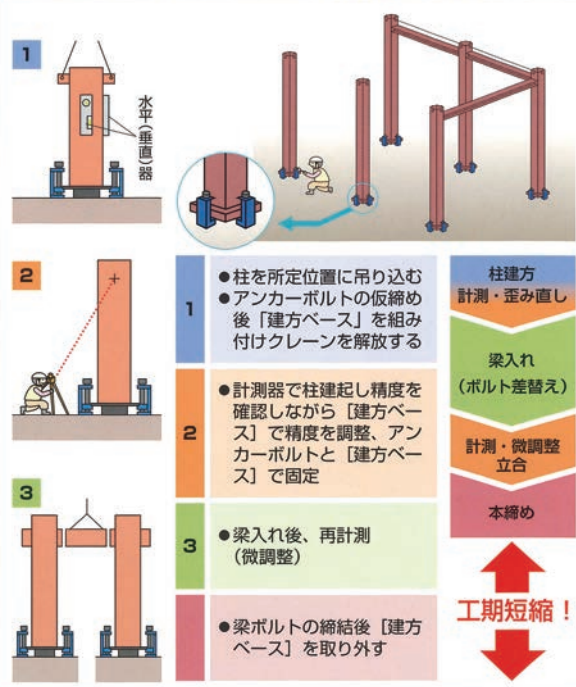 1
水平(垂直)器
2
3
1
●柱を所定位置に吊り込む
●アンカーボルトの仮締め
後「建方ベース」を組み
付けクレーンを解放する
2
●計測器で柱建起し精度を
確認しながら［建方ベー
ス］で精度を調整、アン
カーボルトと［建方ベー
ス］で固定
3
●梁入れ後、再計測
（微調整）
●梁ボルトの締結後［建方
ベース］を取り外す
柱建方
計測・歪み直し
梁入れ
（ボルト差替え）
計測・微調整
立合
本締め
工期短縮！